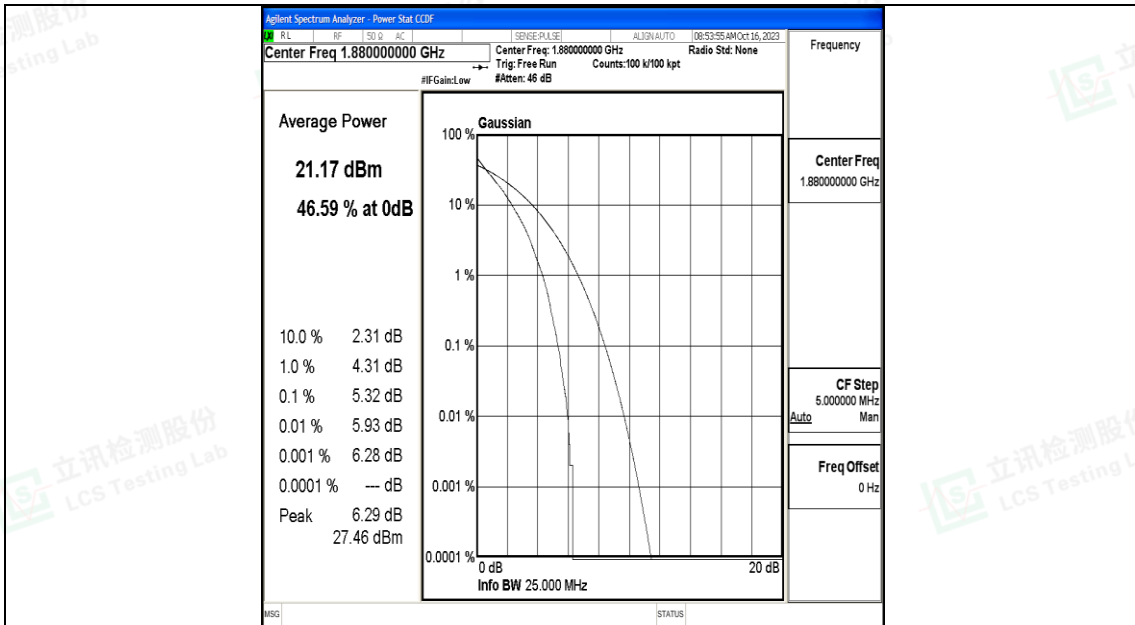 Agilent Spectrum Analyzer - Power Stat CCDF
RL RF 50 Ω AC SENSE:PULSE ALIGN AUTO 08:53:55 AM Oct 16, 2023
Center Freq 1.880000000 GHz
Center Freq: 1.880000000 GHz Radio Std: None
Trig: Free Run Counts:100 k/100 kpt
#IFGain:Low #Atten: 46 dB
Frequency
Average Power
21.17 dBm
46.59 % at 0dB
10.0 % 2.31 dB
1.0 % 4.31 dB
0.1 % 5.32 dB
0.01 % 5.93 dB
0.001 % 6.28 dB
0.0001 % --- dB
Peak 6.29 dB
27.46 dBm
Gaussian
100 %
10 %
1 %
0.1 %
0.01 %
0.001 %
0.0001 %
0 dB 20 dB
Info BW 25.000 MHz
Center Freq
1.880000000 GHz
CF Step
5.000000 MHz
Auto Man
Freq Offset
0 Hz
MSG STATUS
立讯检测股份
LCS Testing Lab
立讯检测股份
LCS Testing L
测股份
esting Lab
立